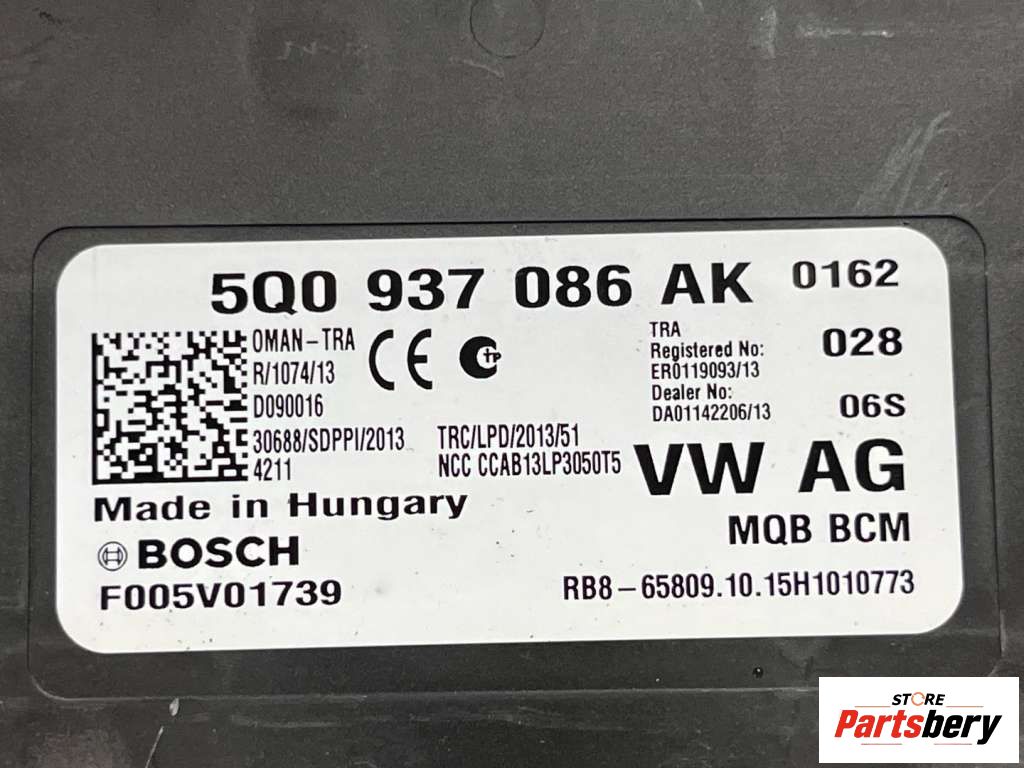 5Q0 937 086 AK 0162
OMAN-TRA
R/1074/13
D090016
30688/SDPPI/2013
4211
CE
TP
TRC/LPD/2013/51
NCC CCAB13LP3050T5
TRA
Registered No:
ER0119093/13
Dealer No:
DA01142206/13
028
06S
VW AG
MQB BCM
Made in Hungary
BOSCH
F005V01739
RB8-65809.10.15H1010773
STORE
Partsbery